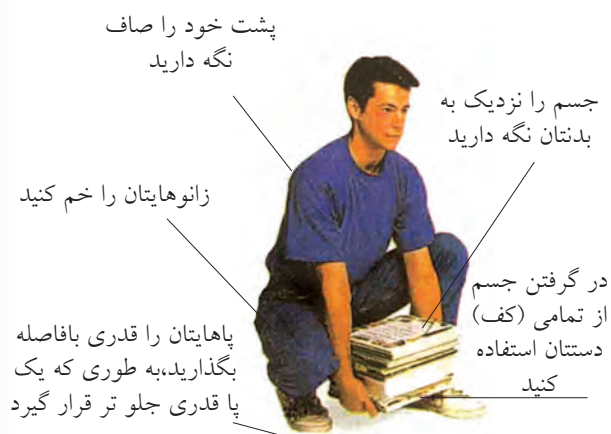 پشت خود را صاف
نگه دارید
جسم را نزدیک به
بدنتان نگه دارید
زانوهایتان را خم کنید
در گرفتن جسم
از تمامی (کف)
دستتان استفاده
کنید
پاهایتان را قدری بافاصله
بگذارید،به طوری که یک
پا قدری جلو تر قرار گیرد